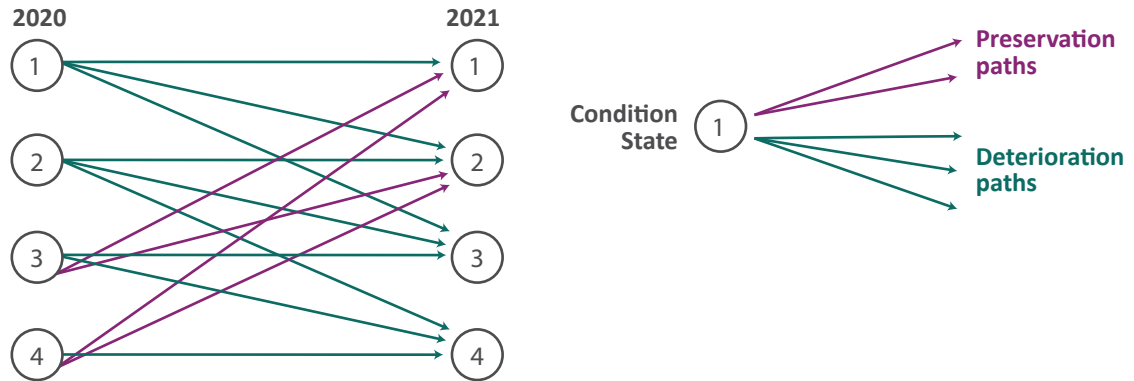 2020
2021
1
1
2
2
3
3
4
4
Condition
State
1
Preservation
paths
Deterioration
paths